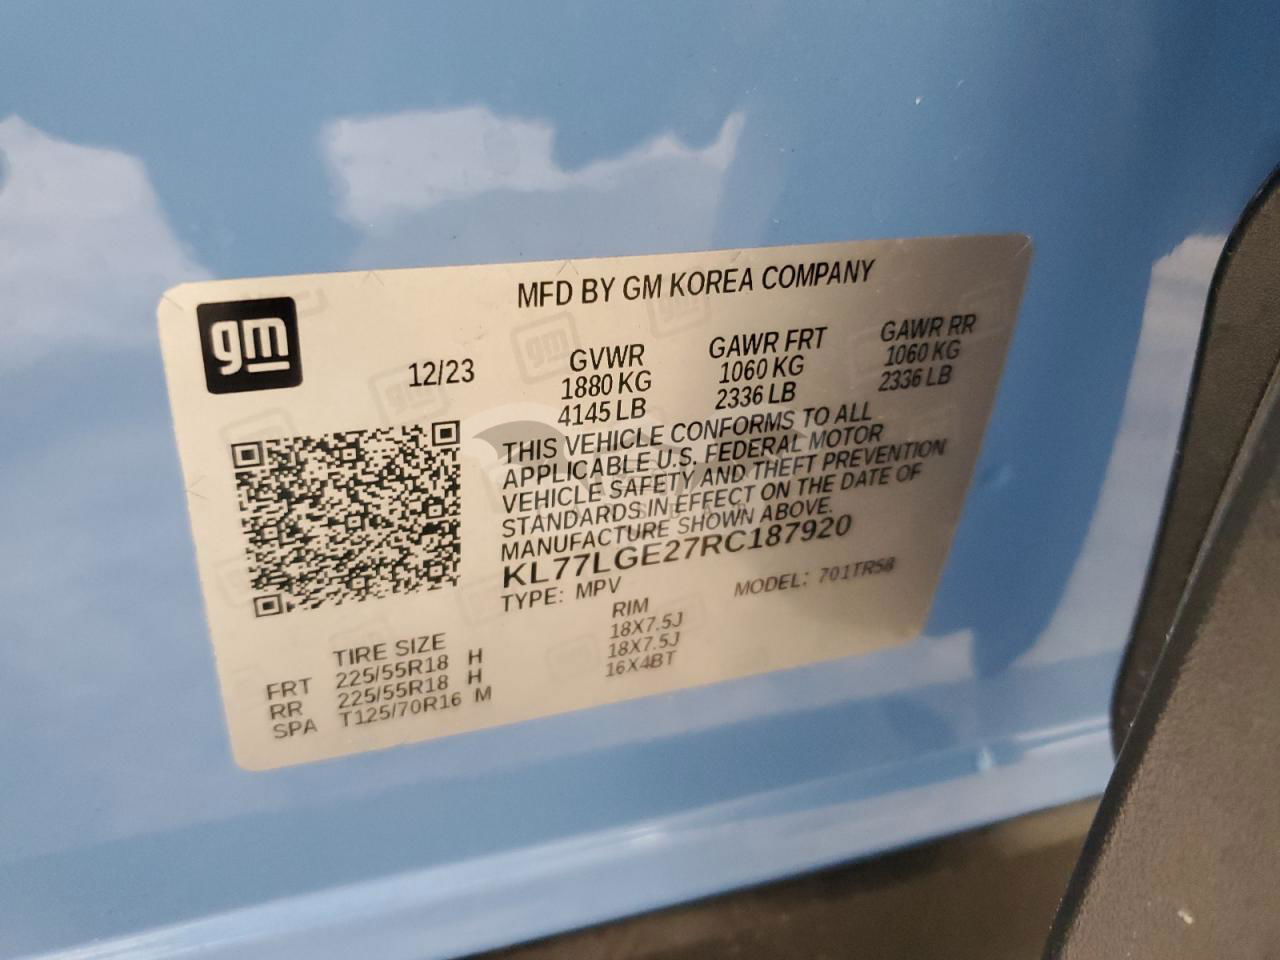 gm
MFD BY GM KOREA COMPANY
12/23
GVWR
1880 KG
4145 LB
GAWR FRT
1060 KG
2336 LB
GAWR RR
1060 KG
2336 LB
THIS VEHICLE CONFORMS TO ALL
APPLICABLE U.S. FEDERAL MOTOR
VEHICLE SAFETY AND THEFT PREVENTION
STANDARDS IN EFFECT ON THE DATE OF
MANUFACTURE SHOWN ABOVE.
KL77LGE27RC187920
TYPE: MPV
MODEL: 701TR58
TIRE SIZE
RIM
FRT 225/55R18 H 18X7.5J
RR 225/55R18 H 18X7.5J
SPA T125/70R16 M 16X4BT